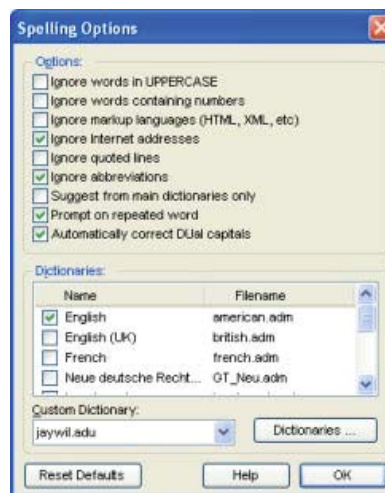 Spelling Options
Options:
Ignore words in UPPERCASE
Ignore words containing numbers
Ignore markup languages (HTML, XML, etc)
Ignore Internet addresses
Ignore quoted lines
Ignore abbreviations
Suggest from main dictionaries only
Prompt on repeated word
Automatically correct DUal capitals
Dictionaries:
Name Filename
English american.adm
English (UK) british.adm
French french.adm
Neue deutsche Recht... GT_Neu.adm
Custom Dictionary:
jaywil.adu Dictionaries ...
Reset Defaults Help OK